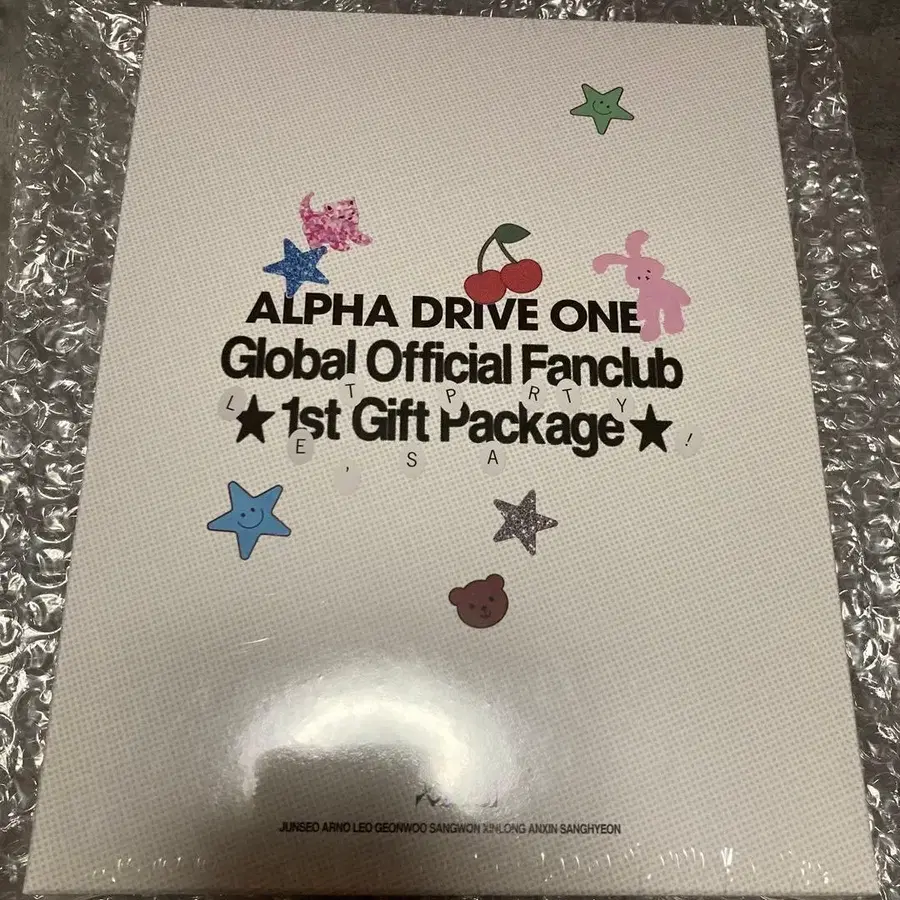 ALPHA DRIVE ONE
Global Official Fanclub
LET'S PARTY!
★1st Gift Package★
JUNSEO ARNO LEO GEONWOO SANGWON XINLONG ANXIN SANGHYEON